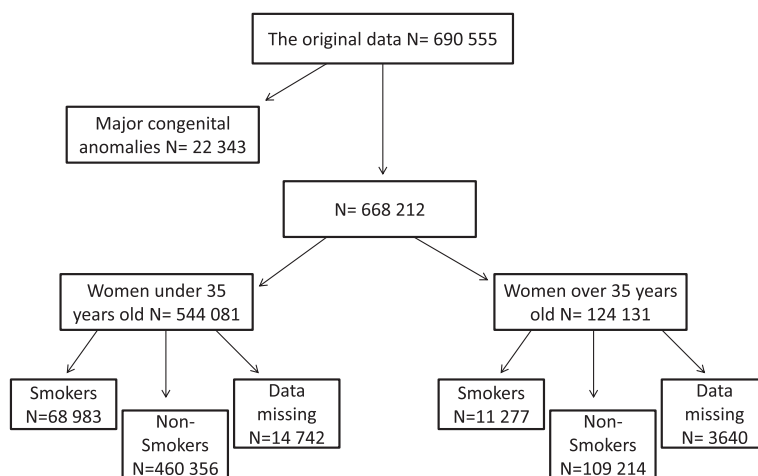 The original data N= 690 555
Major congenital
anomalies N= 22 343
N= 668 212
Women under 35
years old N= 544 081
Women over 35 years
old N= 124 131
Smokers
N=68 983
Non-
Smokers
N=460 356
Data
missing
N=14 742
Smokers
N=11 277
Non-
Smokers
N=109 214
Data
missing
N= 3640